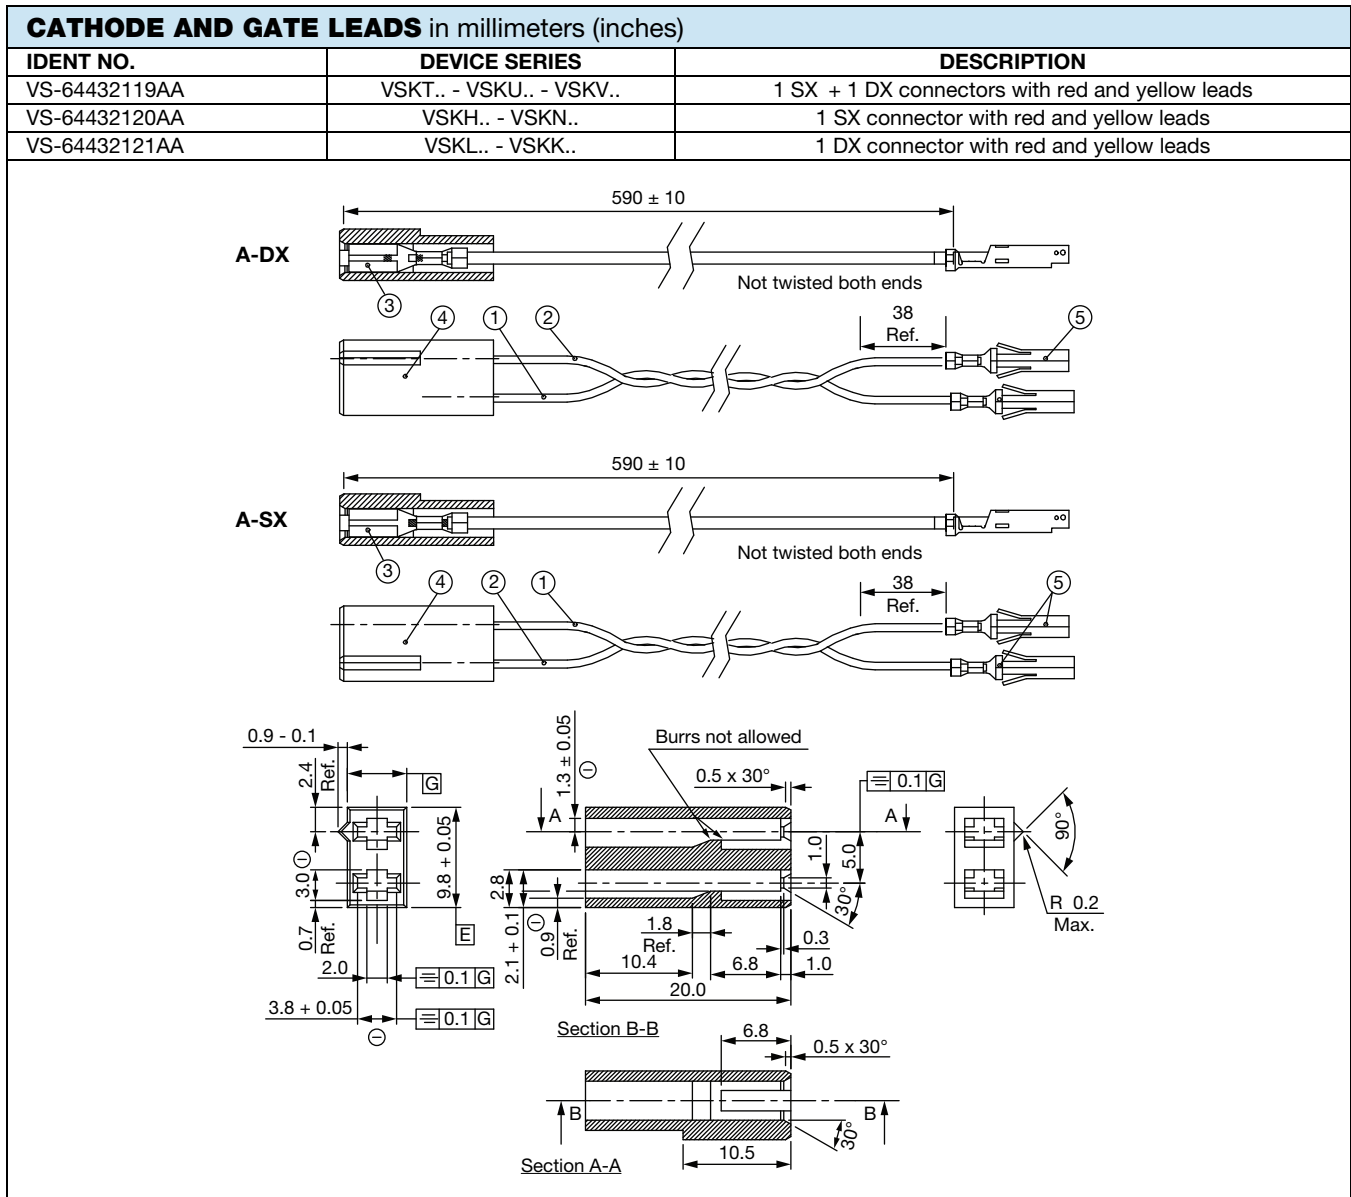 CATHODE AND GATE LEADS in millimeters (inches)
IDENT NO. DEVICE SERIES DESCRIPTION
VS-64432119AA VSKT.. - VSKU.. - VSKV.. 1 SX + 1 DX connectors with red and yellow leads
VS-64432120AA VSKH.. - VSKN.. 1 SX connector with red and yellow leads
VS-64432121AA VSKL.. - VSKK.. 1 DX connector with red and yellow leads
590 ± 10
A-DX
Not twisted both ends
3
4 1 2 38 5
Ref.
590 ± 10
A-SX
Not twisted both ends
3
4 2 1 38 5
Ref.
0.9 - 0.1
2.4
Ref.
G
3.0
9.8 + 0.05
0.7
Ref.
E
2.0
0.1 G
3.8 + 0.05
0.1 G
1.3 ± 0.05
Burrs not allowed
0.5 x 30°
0.1 G
A A
2.8
2.1 + 0.1
0.9
Ref.
1.0
5.0
30°
1.8
Ref.
0.3
10.4 6.8 1.0
20.0
90°
R 0.2
Max.
Section B-B
6.8
0.5 x 30°
B B
30°
10.5
Section A-A